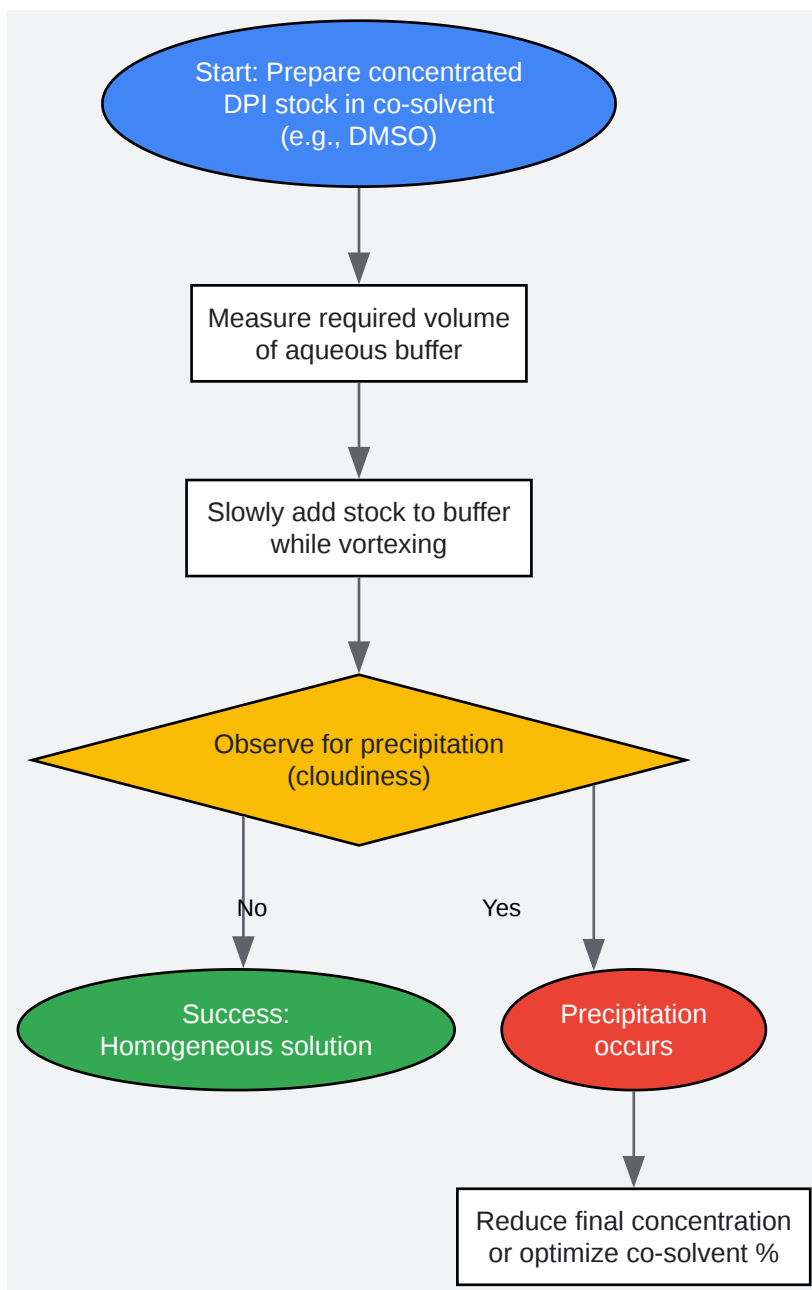 Start: Prepare concentrated
DPI stock in co-solvent
(e.g., DMSO)
Measure required volume
of aqueous buffer
Slowly add stock to buffer
while vortexing
Observe for precipitation
(cloudiness)
No
Yes
Success:
Homogeneous solution
Precipitation
occurs
Reduce final concentration
or optimize co-solvent %